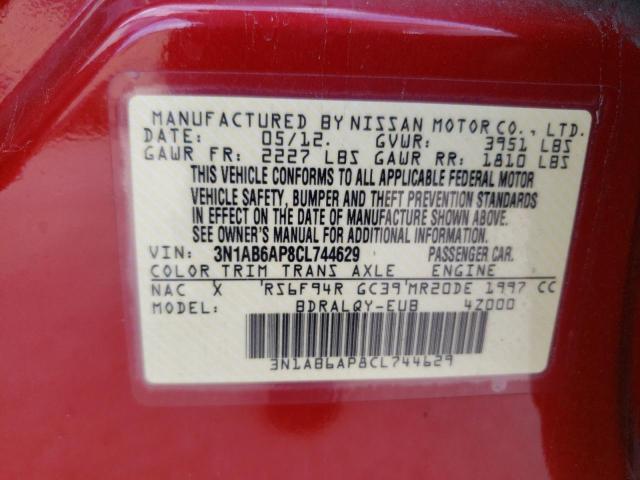 MANUFACTURED BY NISSAN MOTOR CO., LTD.
DATE: 05/12. GVWR: 3951 LBS
GAWR FR: 2227 LBS GAWR RR: 1810 LBS
THIS VEHICLE CONFORMS TO ALL APPLICABLE FEDERAL MOTOR
VEHICLE SAFETY, BUMPER AND THEFT PREVENTION STANDARDS
IN EFFECT ON THE DATE OF MANUFACTURE SHOWN ABOVE.
SEE OWNER'S MANUAL FOR ADDITIONAL INFORMATION
VIN: 3N1AB6AP8CL744629 PASSENGER CAR.
COLOR TRIM TRANS AXLE ENGINE
NAC X 'RS6F94R GC39'MR20DE 1997 CC
MODEL: BDRALQY-EUB 4Z000
3N1AB6AP8CL744629